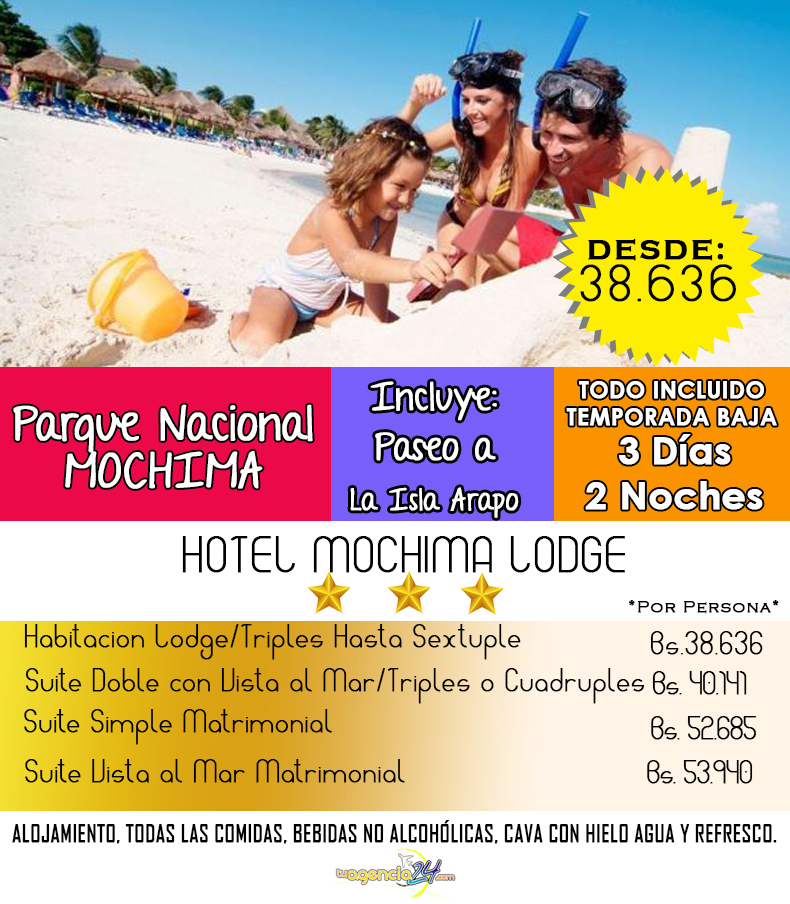 DESDE:
38.636
Parque Nacional
MOCHIMA
Incluye:
Paseo a
La Isla Arapo
TODO INCLUIDO
TEMPORADA BAJA
3 Días
2 Noches
HOTEL MOCHIMA LODGE
*Por Persona*
Habitacion Lodge/Triples Hasta Sextuple Bs.38.636
Suite Doble con Vista al Mar/Triples o Cuadruples Bs. 40.141
Suite Simple Matrimonial Bs. 52.685
Suite Vista al Mar Matrimonial Bs. 53.940
ALOJAMIENTO, TODAS LAS COMIDAS, BEBIDAS NO ALCOHÓLICAS, CAVA CON HIELO AGUA Y REFRESCO.
tuagencia24.com